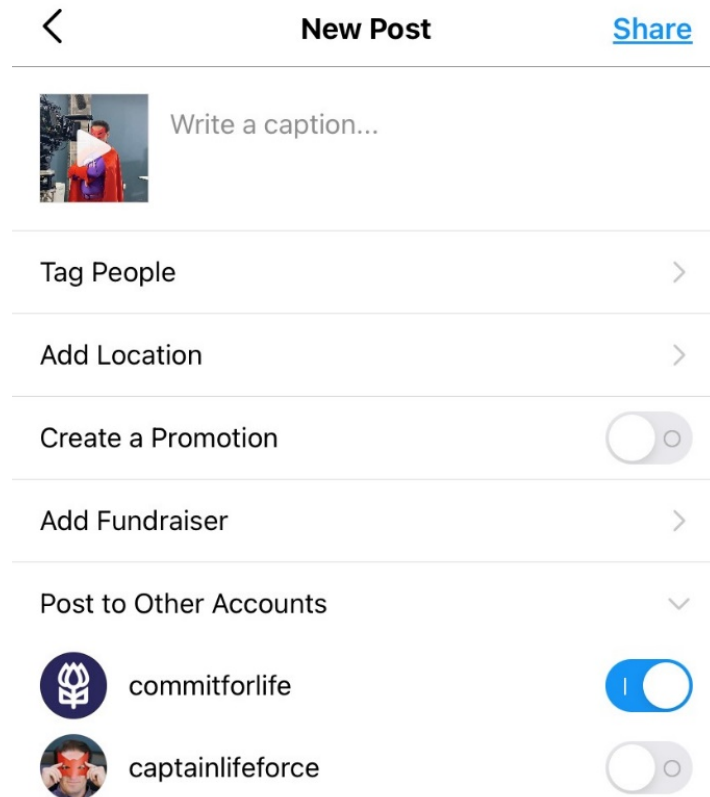 New Post
Share
Write a caption...
Tag People
Add Location
Create a Promotion
Add Fundraiser
Post to Other Accounts
commitforlife
captainlifeforce